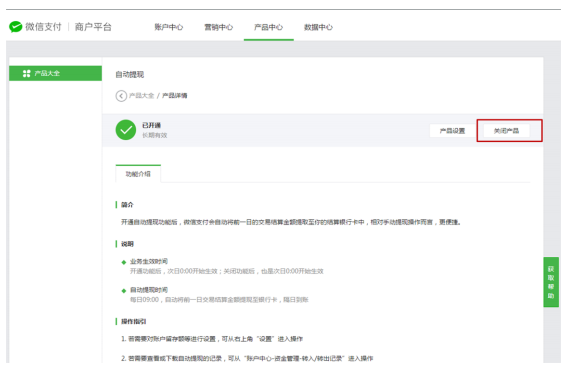 微信支付 | 商户平台
账户中心
营销中心
产品中心
数据中心
产品大全
自动提现
产品大全 / 产品详情
已开通
长期有效
产品设置
关闭产品
功能介绍
简介
开通自动提现功能后，微信支付会自动将前一日的交易结算金额提取至你的结算银行卡中，相对手动提现操作而言，更便捷。
说明
业务生效时间
开通功能后，次日0:00开始生效；关闭功能后，也是次日0:00开始生效
自动提现时间
每日09:00，自动将前一日交易结算金额提现至银行卡，隔日到账
操作指引
1. 若需要对账户留存额等进行设置，可从右上角“设置”进入操作
2. 若需要查看或下载自动提现的记录，可从“账户中心-资金管理-转入/转出记录”进入操作
获取帮助